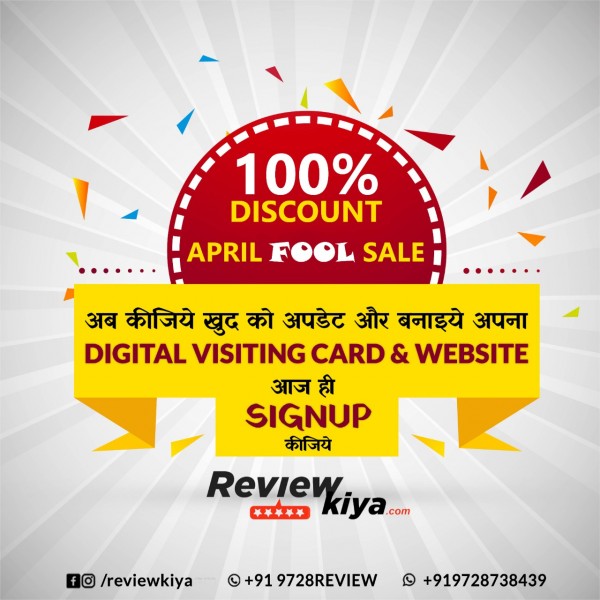 100%
DISCOUNT
APRIL FOOL SALE
अब कीजिये खुद को अपडेट और बनाइये अपना
DIGITAL VISITING CARD & WEBSITE
आज ही
SIGNUP
कीजिये
Review
kiya.com
/reviewkiya +91 9728REVIEW +919728738439